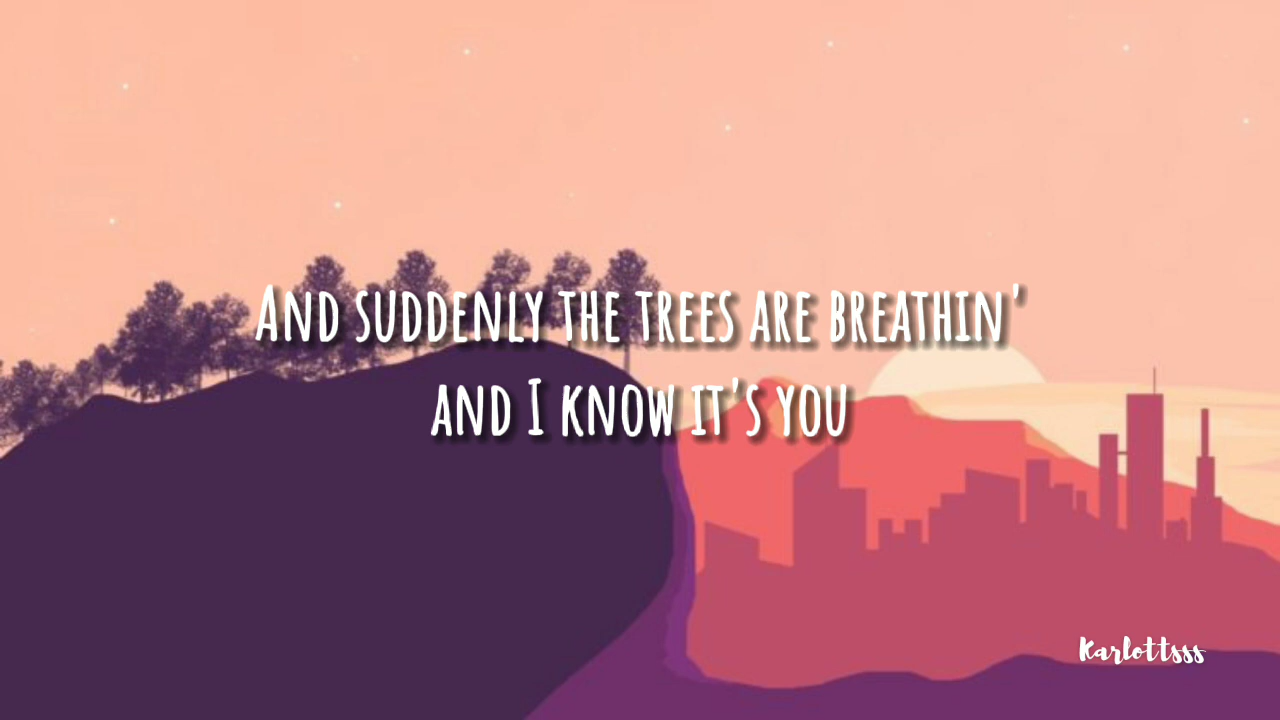 And suddenly the trees are breathin'
and I know it's you
Karlottsss